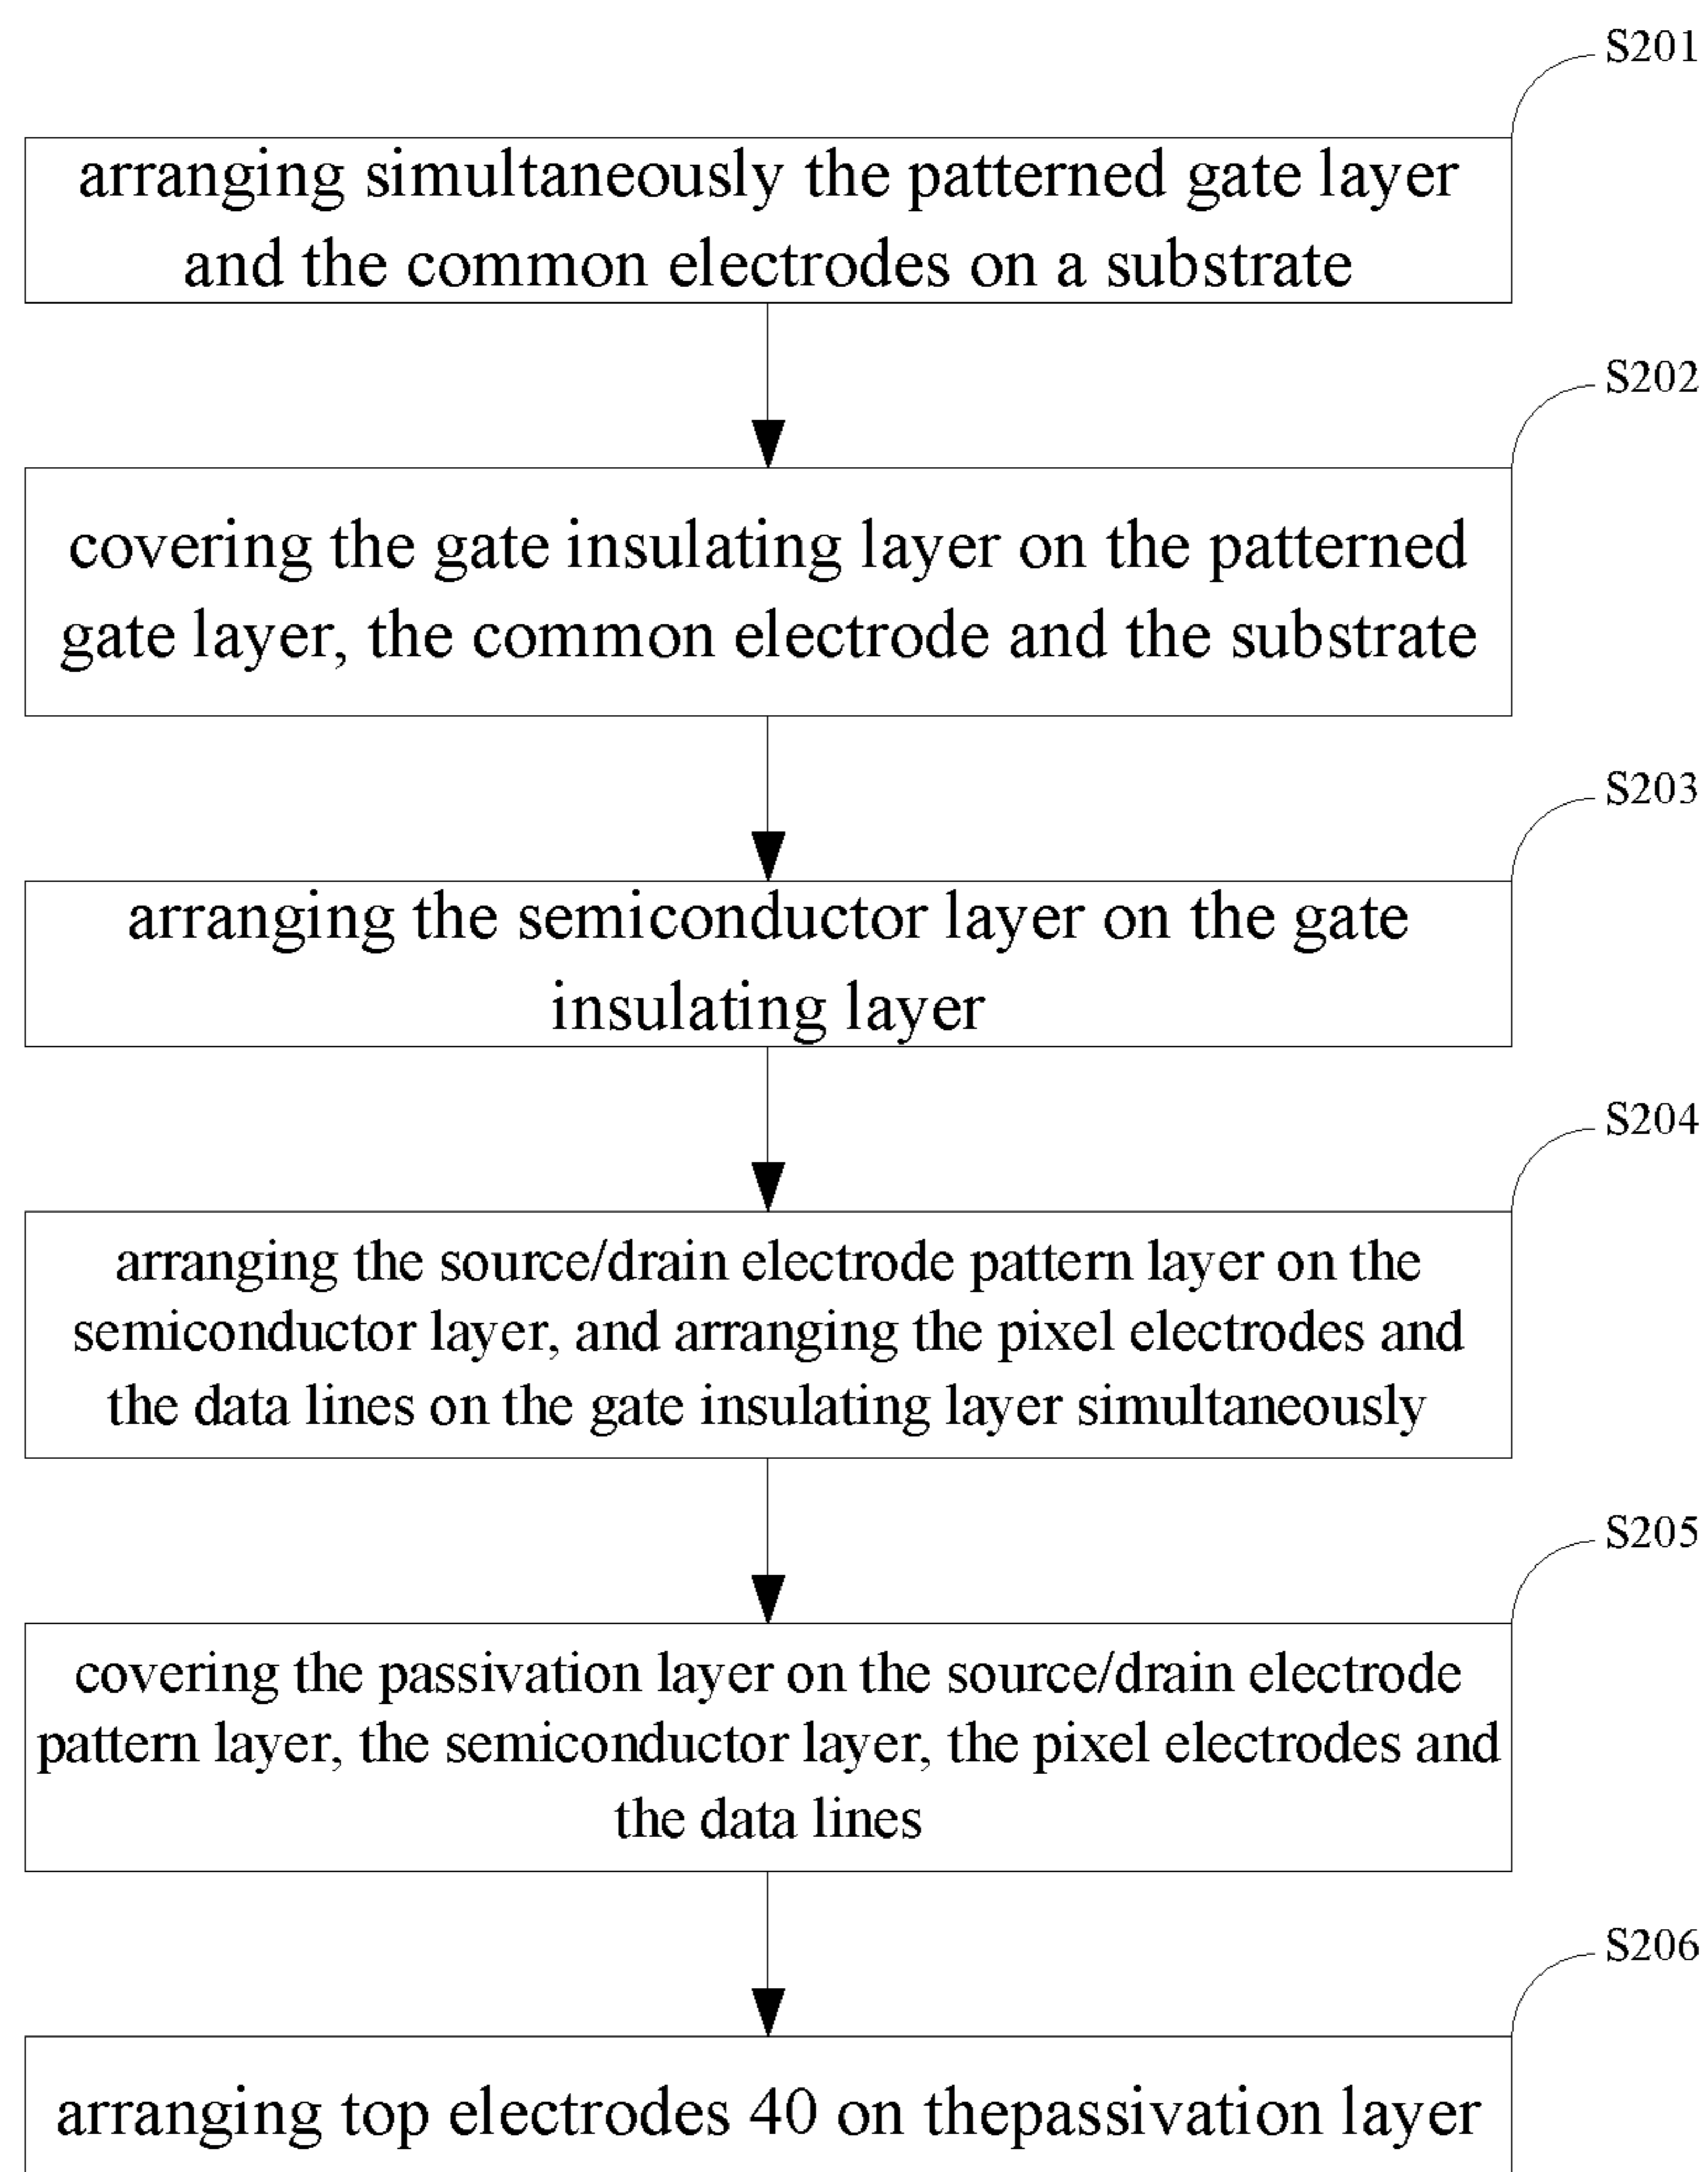 S201
arranging simultaneously the patterned gate layer
and the common electrodes on a substrate
S202
covering the gate insulating layer on the patterned
gate layer, the common electrode and the substrate
S203
arranging the semiconductor layer on the gate
insulating layer
S204
arranging the source/drain electrode pattern layer on the
semiconductor layer, and arranging the pixel electrodes and
the data lines on the gate insulating layer simultaneously
S205
covering the passivation layer on the source/drain electrode
pattern layer, the semiconductor layer, the pixel electrodes and
the data lines
S206
arranging top electrodes 40 on thepassivation layer